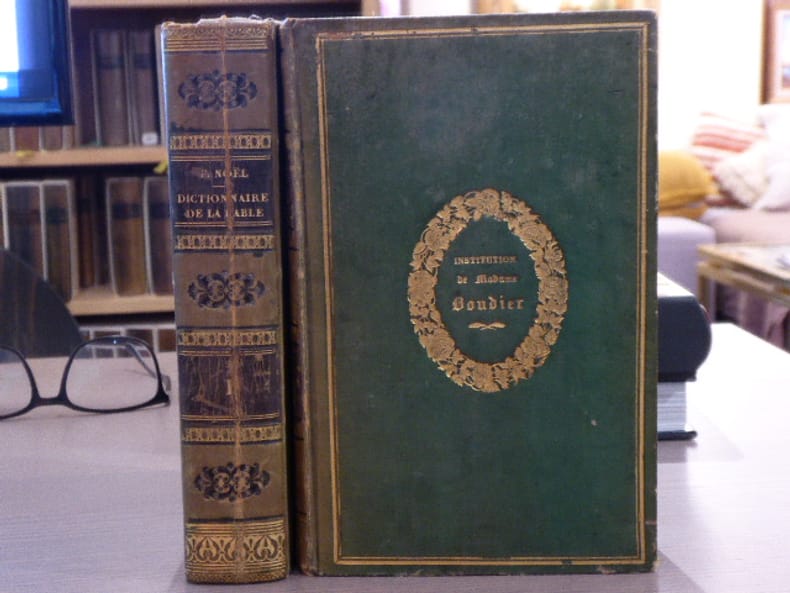 F. NOËL
DICTIONNAIRE
DE LA FABLE
1
INSTITUTION
de Madame
Boudier